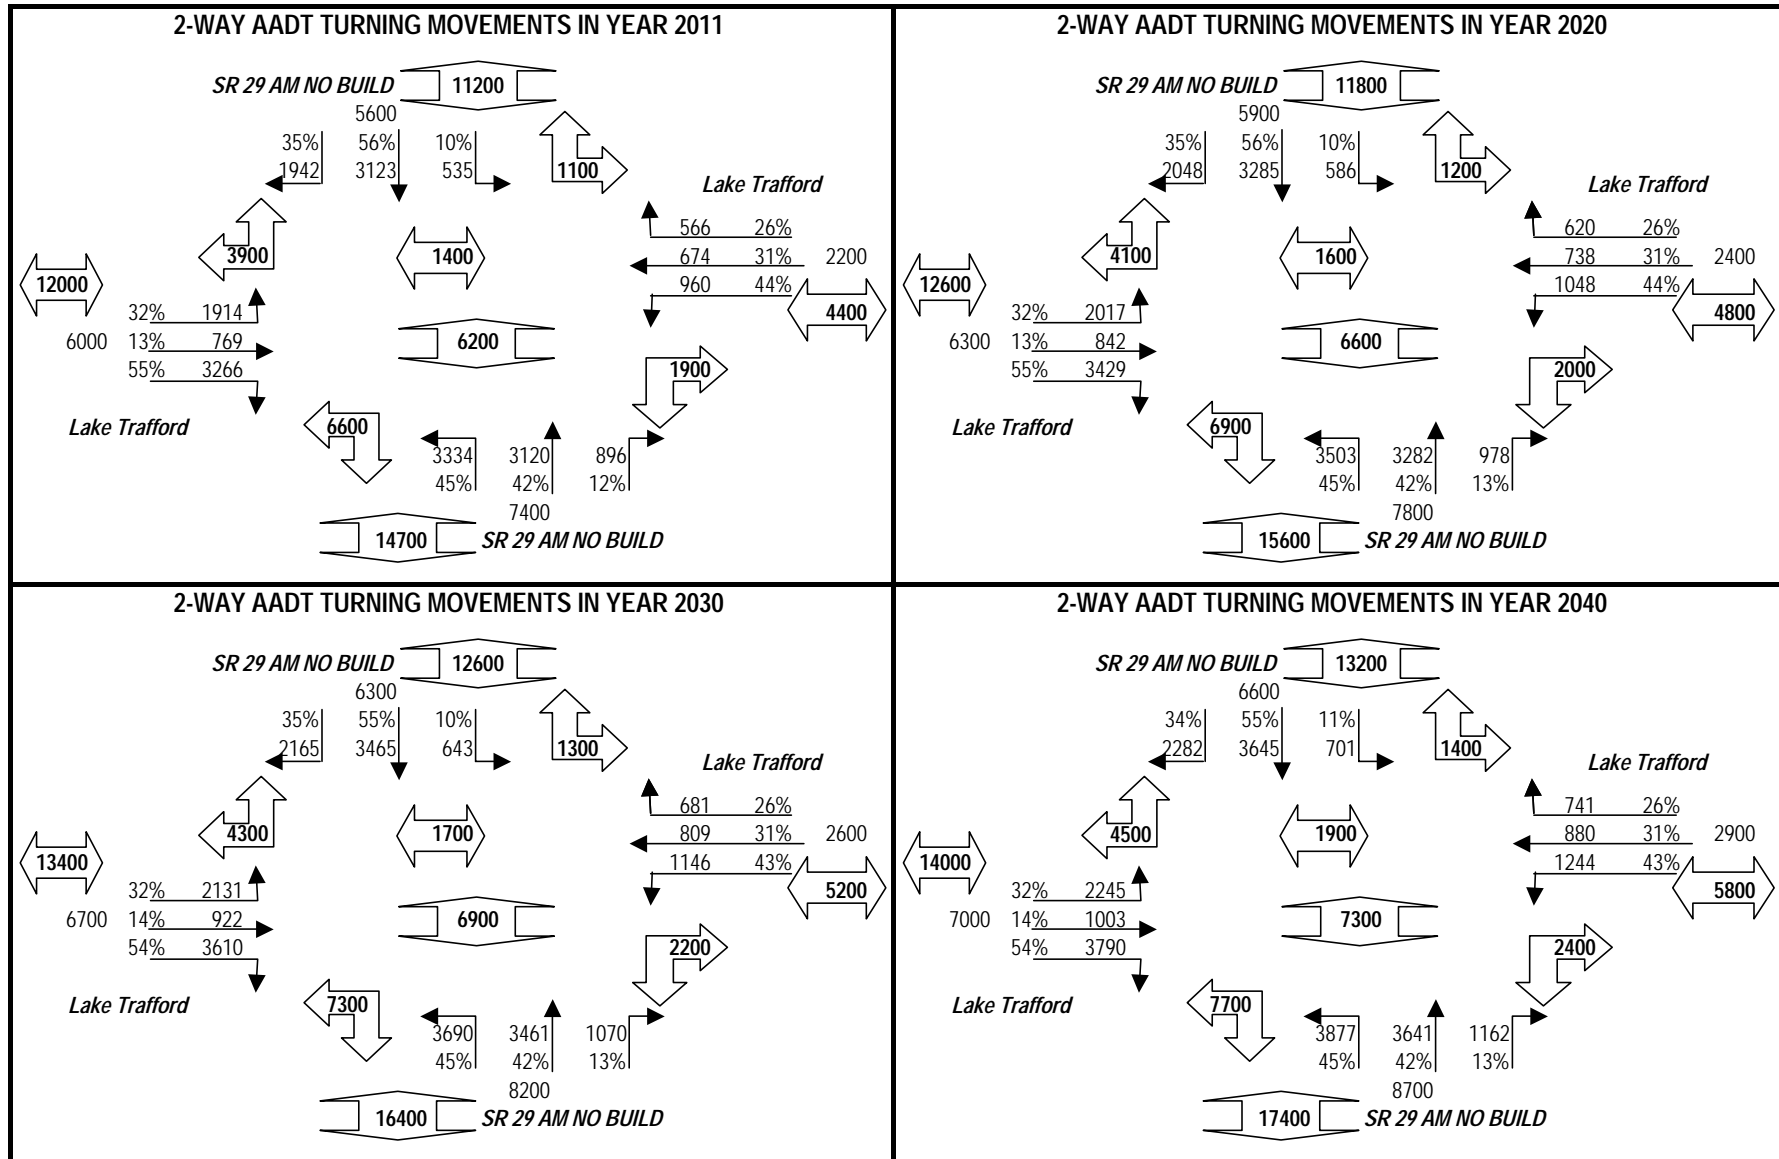 2-WAY AADT TURNING MOVEMENTS IN YEAR 2011
SR 29 AM NO BUILD 11200
5600
35% 56% 10%
1942 3123 535
1100
Lake Trafford
566 26%
674 31% 2200
960 44%
3900
1400
12000
4400
32% 1914
6000 13% 769
55% 3266
6200
1900
Lake Trafford
6600
3334 3120 896
45% 42% 12%
7400
14700 SR 29 AM NO BUILD
2-WAY AADT TURNING MOVEMENTS IN YEAR 2020
SR 29 AM NO BUILD 11800
5900
35% 56% 10%
2048 3285 586
1200
Lake Trafford
620 26%
738 31% 2400
1048 44%
4100
1600
12600
4800
32% 2017
6300 13% 842
55% 3429
6600
2000
Lake Trafford
6900
3503 3282 978
45% 42% 13%
7800
15600 SR 29 AM NO BUILD
2-WAY AADT TURNING MOVEMENTS IN YEAR 2030
SR 29 AM NO BUILD 12600
6300
35% 55% 10%
2165 3465 643
1300
Lake Trafford
681 26%
809 31% 2600
1146 43%
4300
1700
13400
5200
32% 2131
6700 14% 922
54% 3610
6900
2200
Lake Trafford
7300
3690 3461 1070
45% 42% 13%
8200
16400 SR 29 AM NO BUILD
2-WAY AADT TURNING MOVEMENTS IN YEAR 2040
SR 29 AM NO BUILD 13200
6600
34% 55% 11%
2282 3645 701
1400
Lake Trafford
741 26%
880 31% 2900
1244 43%
4500
1900
14000
5800
32% 2245
7000 14% 1003
54% 3790
7300
2400
Lake Trafford
7700
3877 3641 1162
45% 42% 13%
8700
17400 SR 29 AM NO BUILD